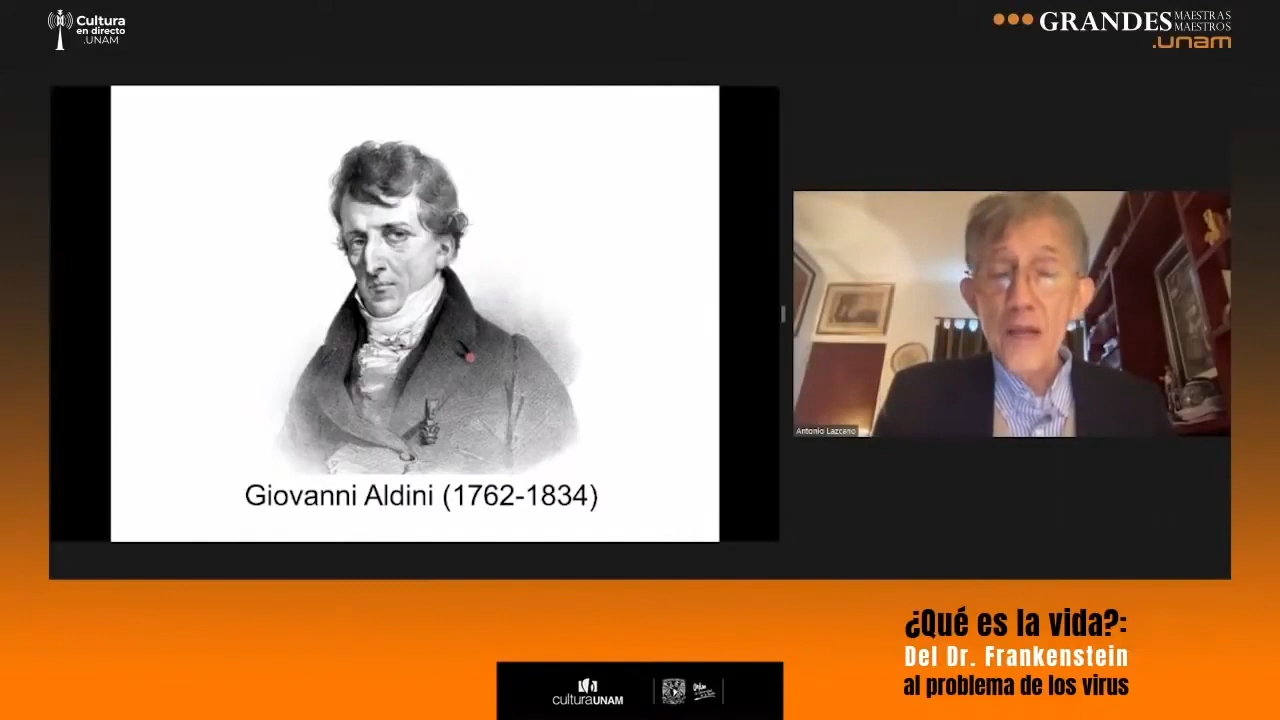 Cultura
en directo
.UNAM
GRANDES MAESTRAS
MAESTROS
.unam
Giovanni Aldini (1762-1834)
Antonio Lazcano
¿Qué es la vida?:
Del Dr. Frankenstein
al problema de los virus
culturaUNAM